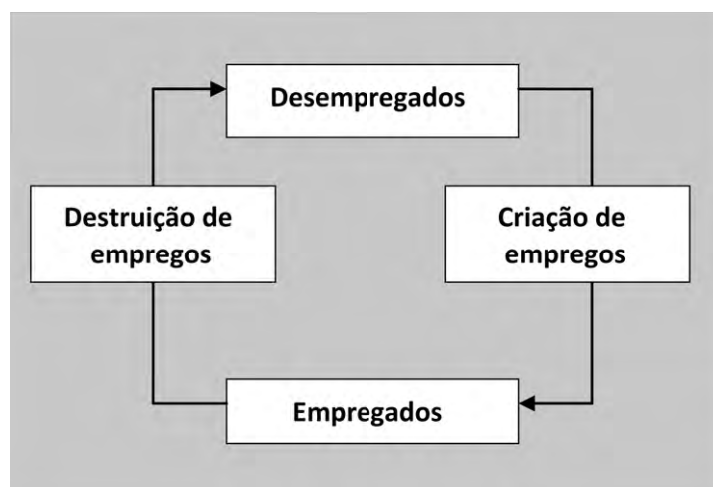 Desempregados
Destruição de
empregos
Criação de
empregos
Empregados